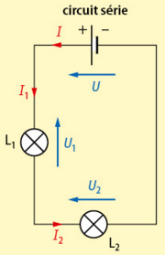 circuit série
I
+ −
U
I₁
L₁
U₁
U₂
I₂
L₂